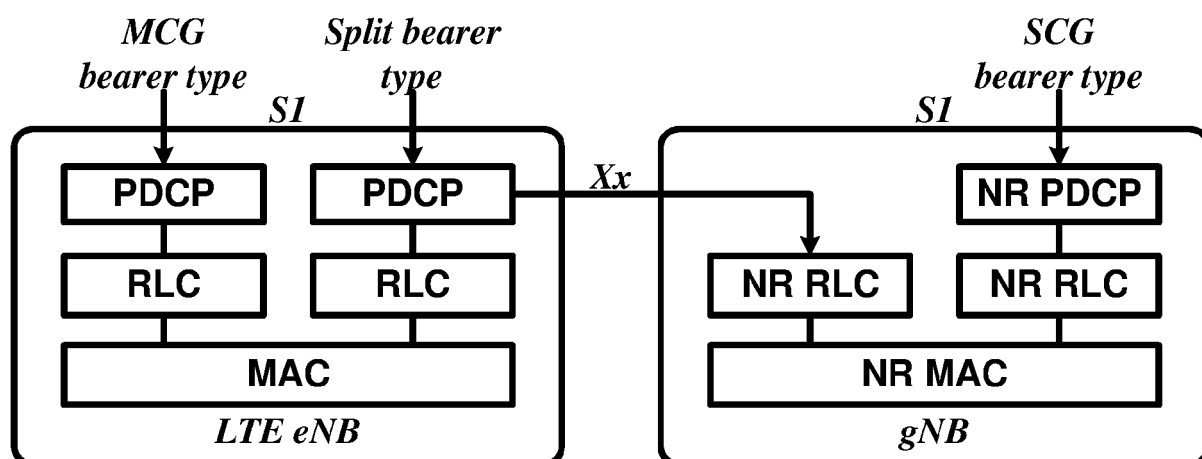 MCG
bearer type
Split bearer
type
SCG
bearer type
S1
S1
PDCP
PDCP
Xx
NR PDCP
RLC
RLC
NR RLC
NR RLC
MAC
NR MAC
LTE eNB
gNB